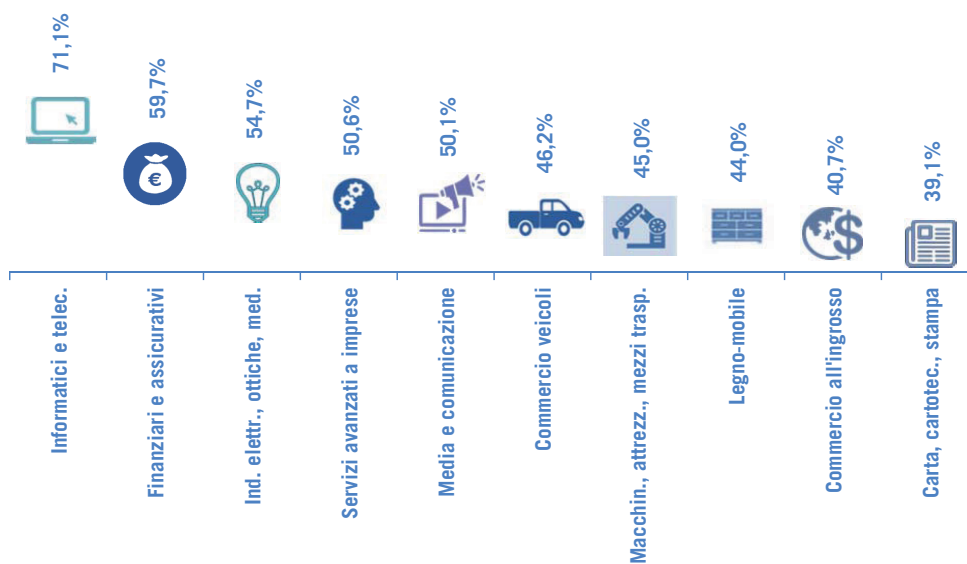 71,1%
59,7%
54,7%
50,6%
50,1%
46,2%
45,0%
44,0%
40,7%
39,1%
€
$
Informatici e telec.
Finanziari e assicurativi
Ind. elettr., ottiche, med.
Servizi avanzati a imprese
Media e comunicazione
Commercio veicoli
Macchin., attrezz., mezzi trasp.
Legno-mobile
Commercio all'ingrosso
Carta, cartotec., stampa